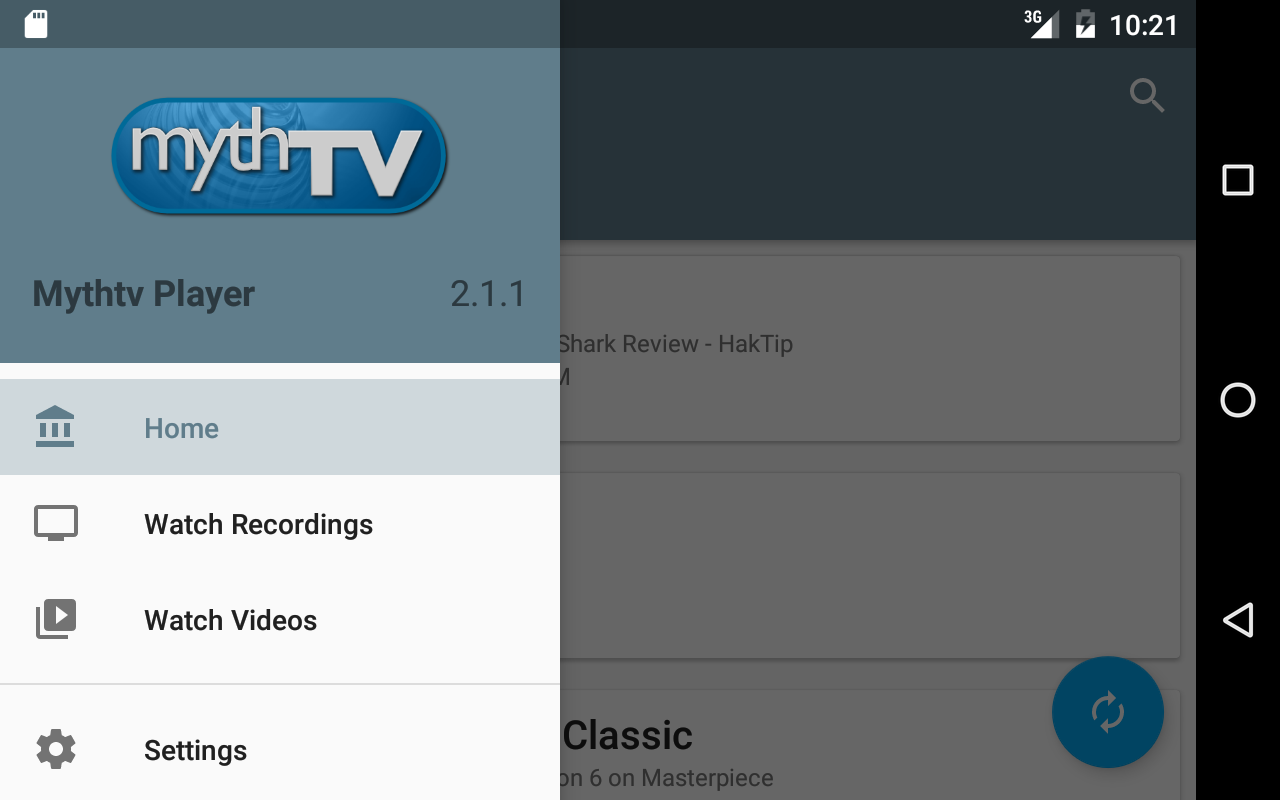 3G 10:21
mythTV
Mythtv Player 2.1.1
Shark Review - HakTip
Home
Watch Recordings
Watch Videos
Classic
on 6 on Masterpiece
Settings